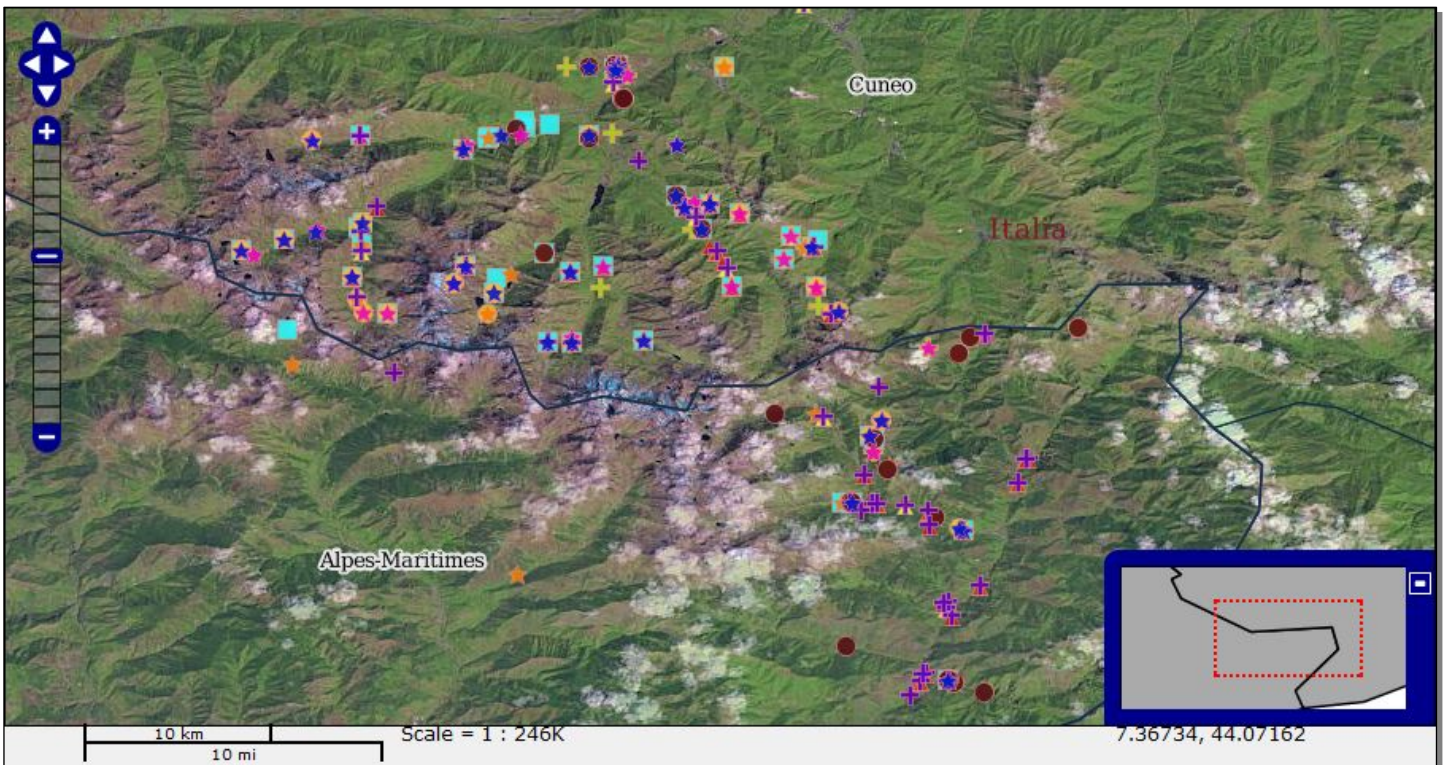 Cuneo
Italia
Alpes-Maritimes
10 km
10 mi
Scale = 1 : 246K
7.36734, 44.07162